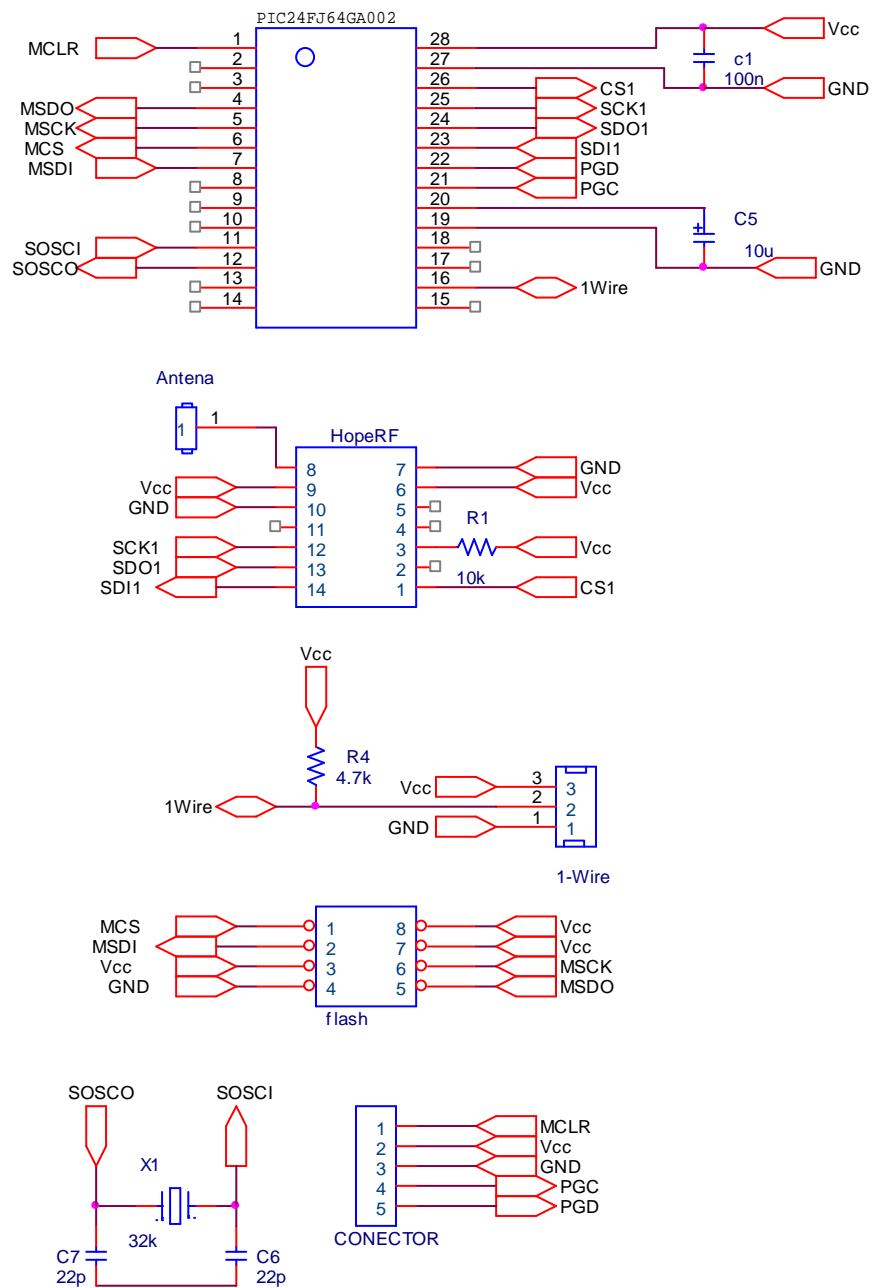 PIC24FJ64GA002
MCLR 1 28 Vcc
2 27 c1
3 26 CS1 100n GND
MSDO 4 25 SCK1
MSCK 5 24 SDO1
MCS 6 23 SDI1
MSDI 7 22 PGD
8 21 PGC
9 20 C5
10 19
SOSCI 11 18 10u
SOSCO 12 17 GND
13 16 1Wire
14 15
Antena
1 1
HopeRF
8 7 GND
Vcc 9 6 Vcc
GND 10 5
11 4 R1
SCK1 12 3 Vcc
SDO1 13 2 10k
SDI1 14 1 CS1
Vcc
R4
4.7k
Vcc 3 3
1Wire 2 2
GND 1 1
1-Wire
MCS 1 8 Vcc
MSDI 2 7 Vcc
Vcc 3 6 MSCK
GND 4 5 MSDO
flash
SOSCO SOSCI
X1
32k
C7 C6
22p 22p
1 MCLR
2 Vcc
3 GND
4 PGC
5 PGD
CONECTOR